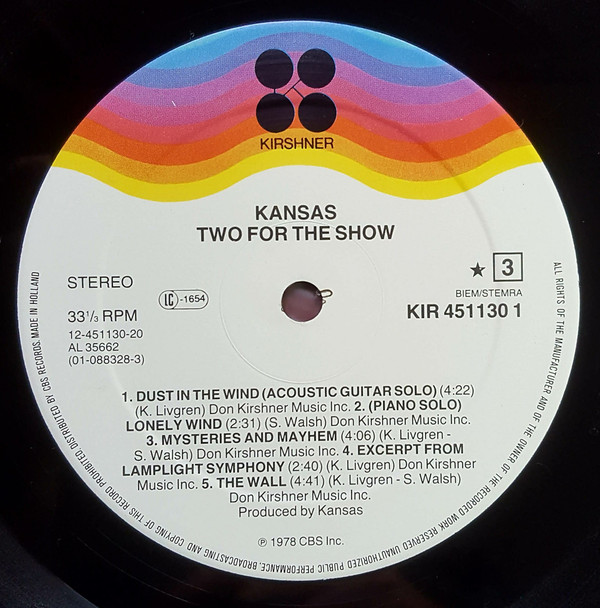 KIRSHNER
KANSAS
TWO FOR THE SHOW
STEREO
LC -1654
★ 3
33 1/3 RPM
BIEM/STEMRA
KIR 451130 1
12-451130-20
AL 35662
(01-088328-3)
1. DUST IN THE WIND (ACOUSTIC GUITAR SOLO) (4:22)
(K. Livgren) Don Kirshner Music Inc. 2. (PIANO SOLO)
LONELY WIND (2:31) (S. Walsh) Don Kirshner Music Inc.
3. MYSTERIES AND MAYHEM (4:06) (K. Livgren -
S. Walsh) Don Kirshner Music Inc. 4. EXCERPT FROM
LAMPLIGHT SYMPHONY (2:40) (K. Livgren) Don Kirshner
Music Inc. 5. THE WALL (4:41) (K. Livgren - S. Walsh)
Don Kirshner Music Inc.
Produced by Kansas
℗ 1978 CBS Inc.
ALL RIGHTS OF THE MANUFACTURER AND OF THE OWNER OF THE RECORDED WORK RESERVED UNAUTHORIZED PUBLIC PERFORMANCE, BROADCASTING AND COPYING OF THIS RECORD PROHIBITED DISTRIBUTED BY CBS RECORDS. MADE IN HOLLAND